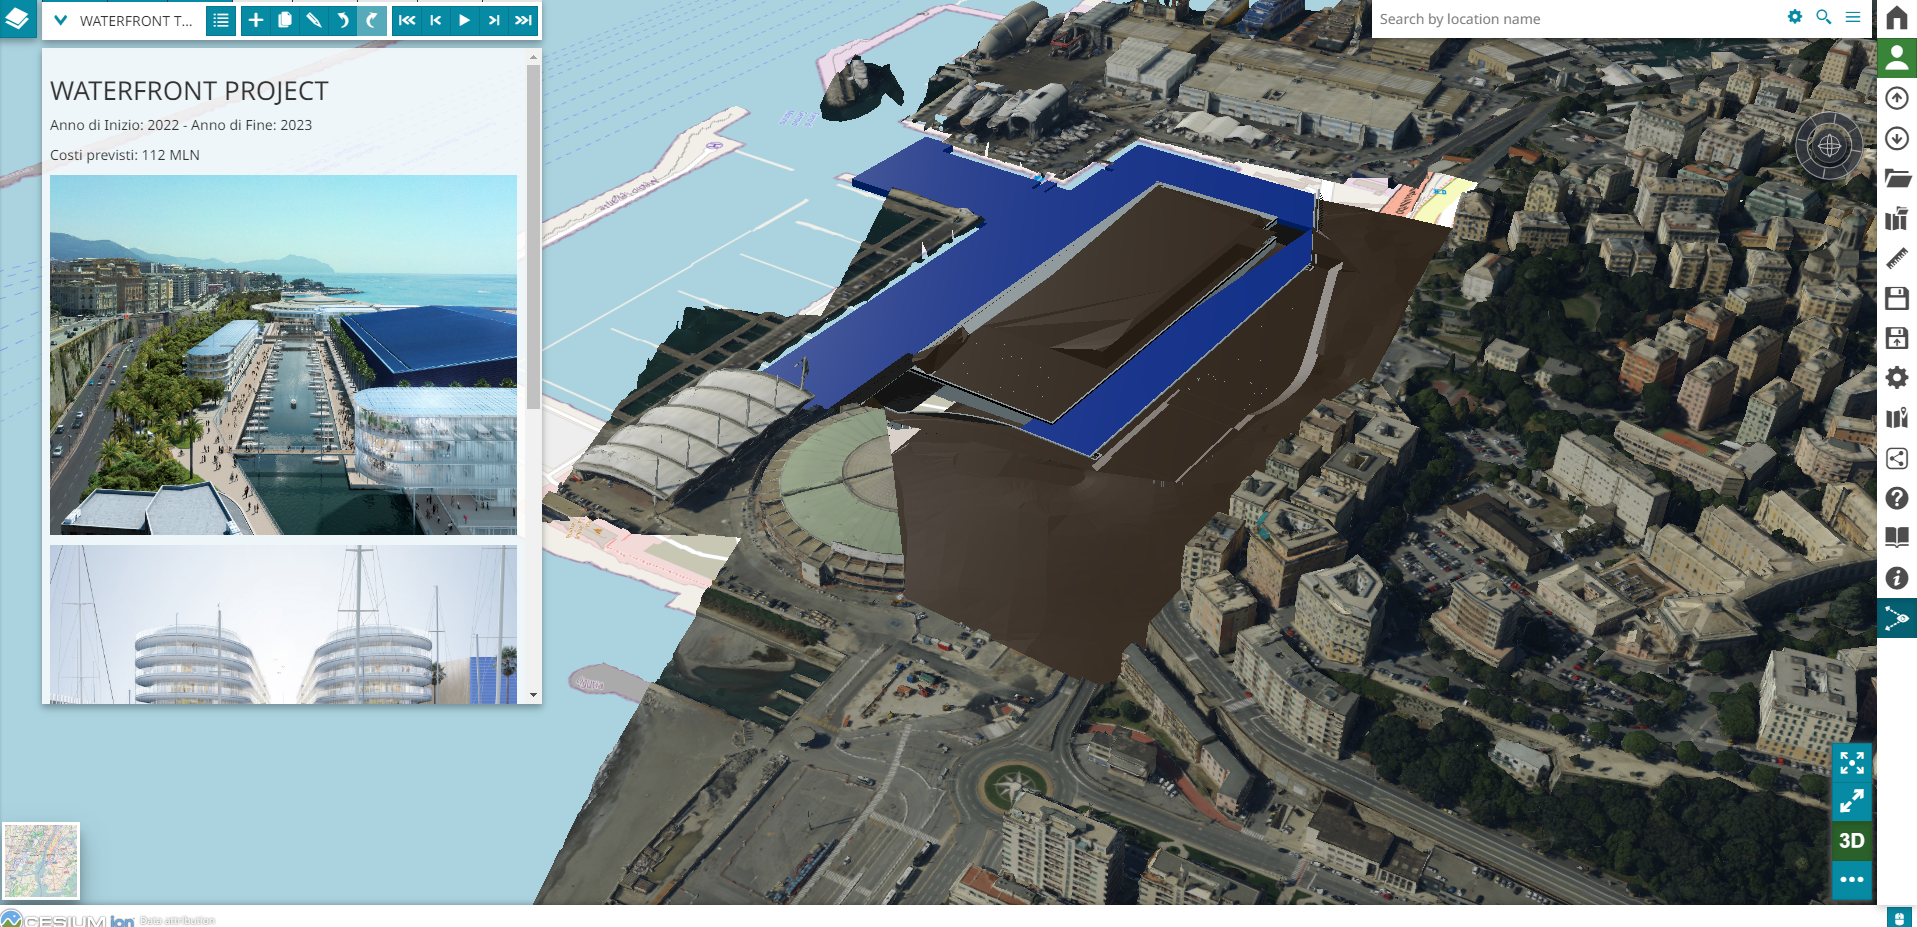 WATERFRONT T...
Search by location name
WATERFRONT PROJECT
Anno di Inizio: 2022 - Anno di Fine: 2023
Costi previsti: 112 MLN
3D
CESIUM ion Data attribution